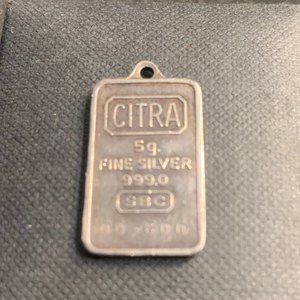 CITRA
5g.
FINE SILVER
999.0
SBC